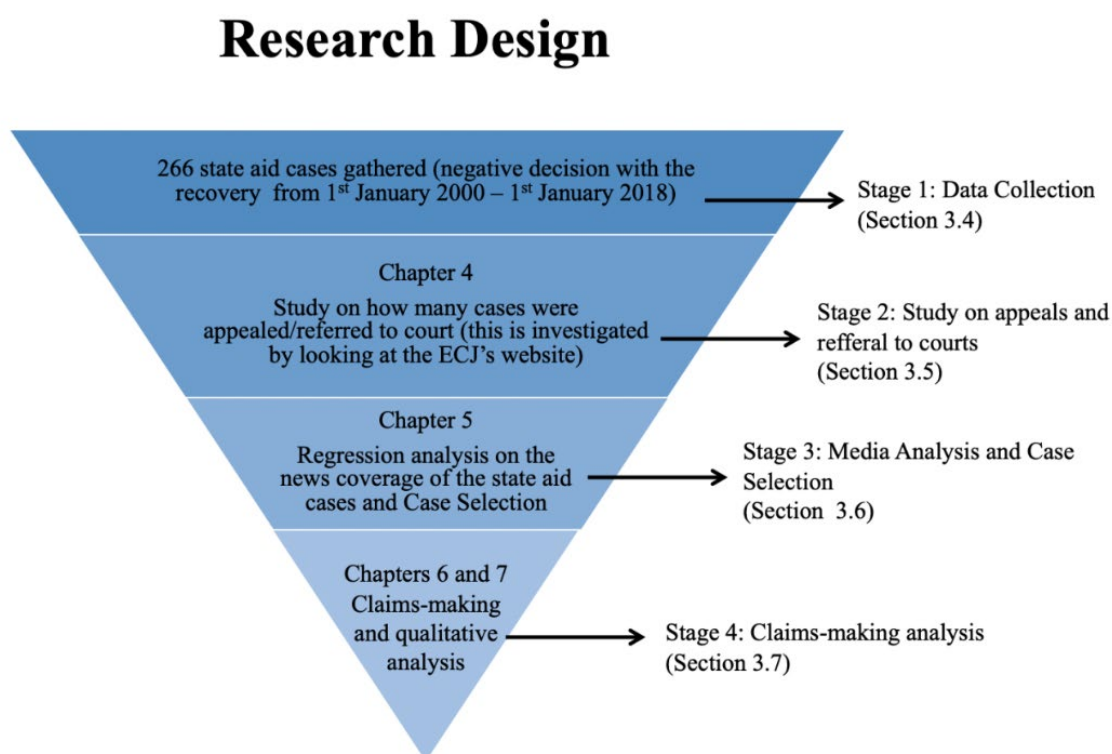 Research Design
266 state aid cases gathered (negative decision with the
recovery  from 1st January 2000 – 1st January 2018)
Stage 1: Data Collection
(Section 3.4)
Chapter 4
Study on how many cases were
appealed/referred to court (this is investigated
by looking at the ECJ's website)
Stage 2: Study on appeals and
refferal to courts
(Section 3.5)
Chapter 5
Regression analysis on the
news coverage of the state aid
cases and Case Selection
Stage 3: Media Analysis and Case
Selection
(Section  3.6)
Chapters 6 and 7
Claims-making
and qualitative
analysis
Stage 4: Claims-making analysis
(Section 3.7)